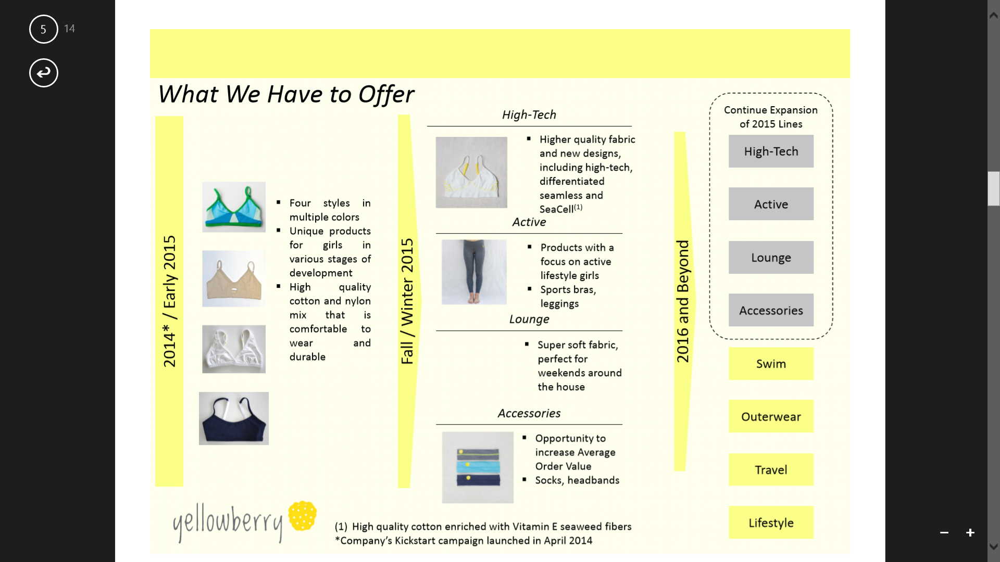 5 14
What We Have to Offer
2014* / Early 2015
▪ Four styles in
multiple colors
▪ Unique products
for girls in
various stages of
development
▪ High quality
cotton and nylon
mix that is
comfortable to
wear and
durable
Fall / Winter 2015
High-Tech
▪ Higher quality fabric
and new designs,
including high-tech,
differentiated
seamless and
SeaCell(1)
Active
▪ Products with a
focus on active
lifestyle girls
▪ Sports bras,
leggings
Lounge
▪ Super soft fabric,
perfect for
weekends around
the house
Accessories
▪ Opportunity to
increase Average
Order Value
▪ Socks, headbands
2016 and Beyond
Continue Expansion
of 2015 Lines
High-Tech
Active
Lounge
Accessories
Swim
Outerwear
Travel
Lifestyle
yellowberry
(1) High quality cotton enriched with Vitamin E seaweed fibers
*Company’s Kickstart campaign launched in April 2014